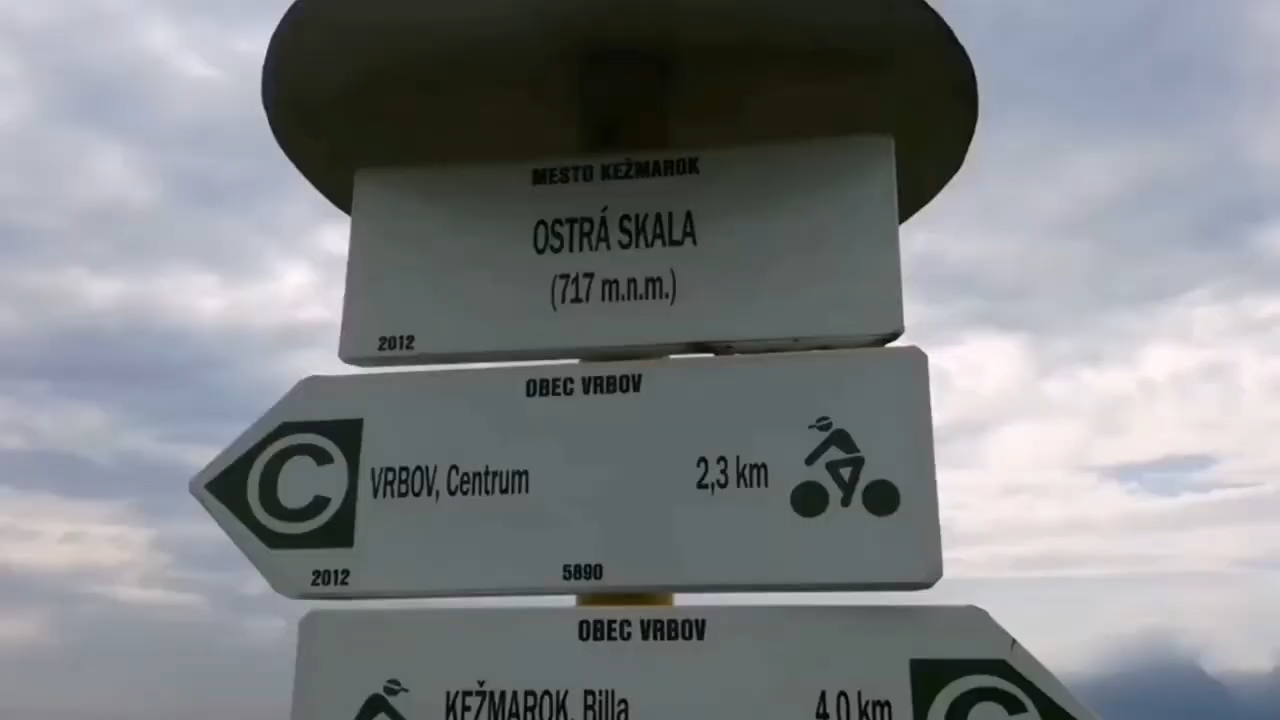 MESTO KEŽMAROK
OSTRÁ SKALA
(717 m.n.m.)
2012
OBEC VRBOV
C VRBOV, Centrum 2,3 km
2012 5890
OBEC VRBOV
KEŽMAROK, Billa 4,0 km C